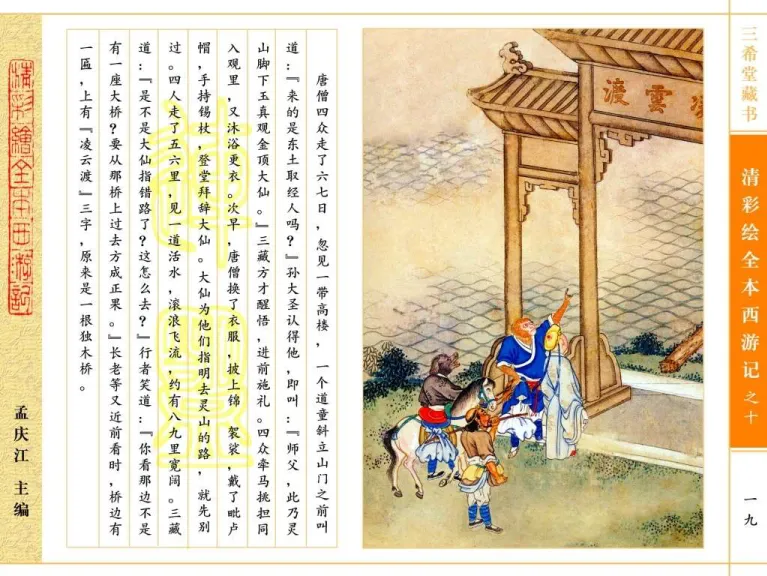 三希堂藏书
清彩绘全本西游记之十
一九
凌雲渡
唐僧四众走了六七日，忽见一带高楼，一个道童斜立山门之前叫
道：『来的是东土取经人吗？』孙大圣认得他，即叫：『师父，此乃灵
山脚下玉真观金顶大仙。』三藏方才醒悟，进前施礼。四众牵马挑担同
入观里，又沐浴更衣。次早，唐僧换了衣服，披上锦 袈裟，戴了毗卢
帽，手持锡杖，登堂拜辞大仙。大仙为他们指明去灵山的路，就先别
过。四人走了五六里，见一道活水，滚浪飞流，约有八九里宽阔。三藏
道：『是不是大仙指错路了？这怎么去？』行者笑道：『你看那边不是
有一座大桥？要从那桥上过去方成正果。』长老等又近前看时，桥边有
一匾，上有『凌云渡』三字，原来是一根独木桥。
清彩繪全本西游記
孟庆江 主编